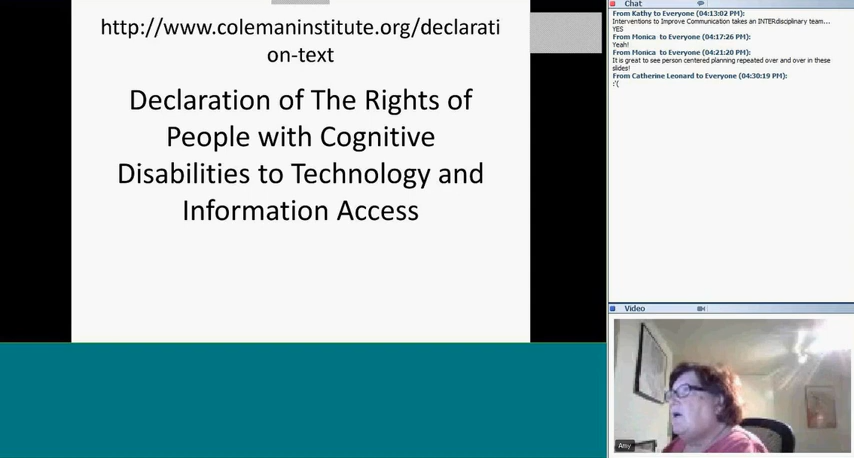 http://www.colemaninstitute.org/declarati
on-text
Declaration of The Rights of
People with Cognitive
Disabilities to Technology and
Information Access
Chat
From Kathy to Everyone (04:13:02 PM):
Interventions to Improve Communication takes an INTERdisciplinary team...
YES
From Monica to Everyone (04:17:26 PM):
Yeah!
From Monica to Everyone (04:21:20 PM):
It is great to see person centered planning repeated over and over in these
slides!
From Catherine Leonard to Everyone (04:30:19 PM):
:'(
Video
Amy